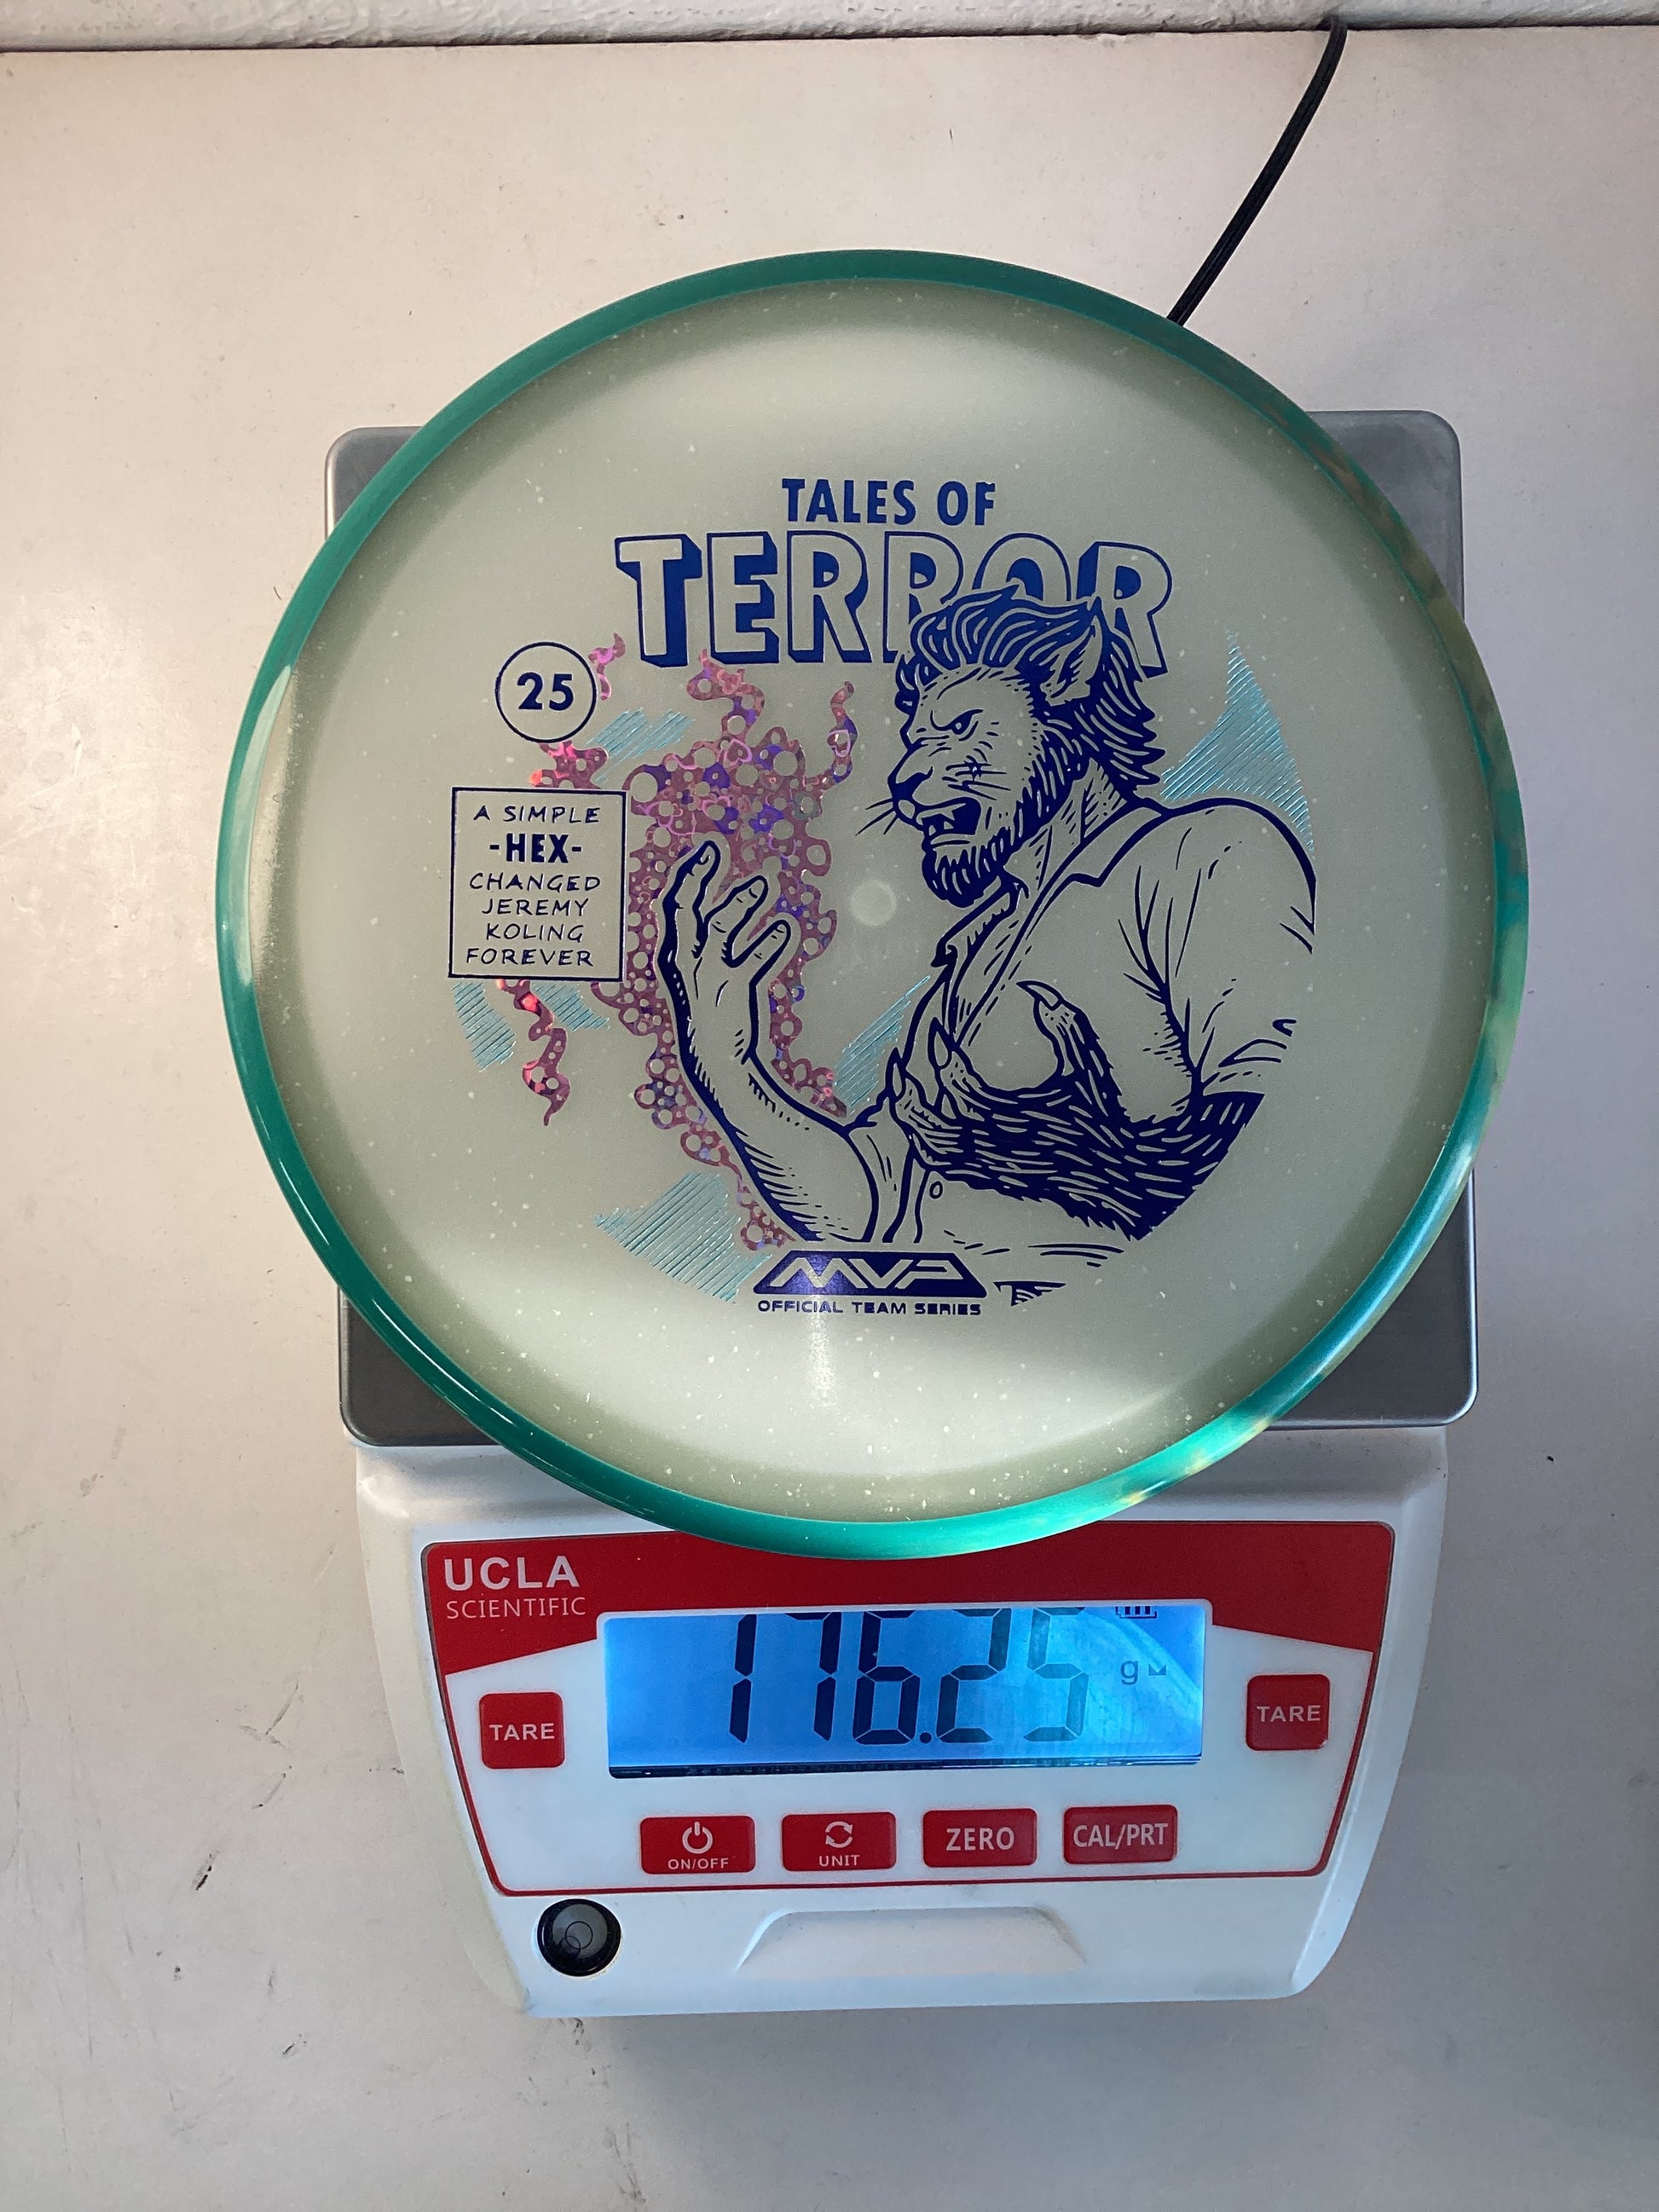 TALES OF
TERROR
25
A SIMPLE
-HEX-
CHANGED
JEREMY
KOLING
FOREVER
MVP
OFFICIAL TEAM SERIES
UCLA
SCIENTIFIC
176.25 g
TARE
TARE
ON/OFF
UNIT
ZERO
CAL/PRT